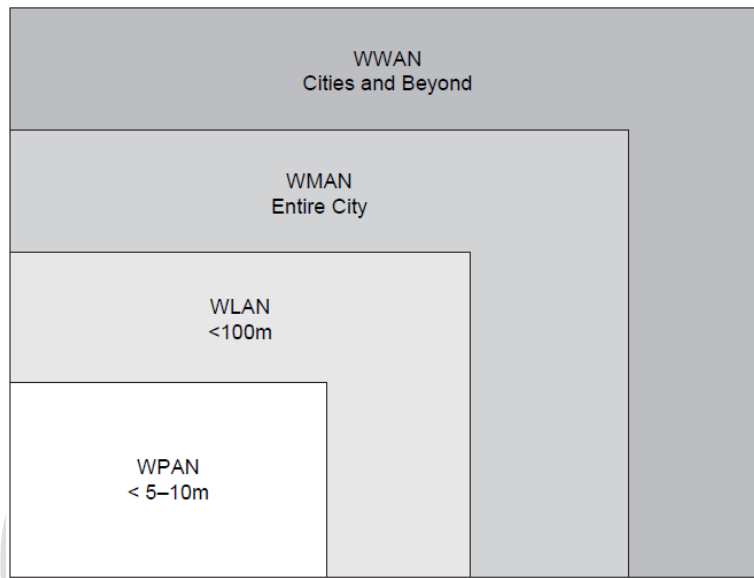 WWAN
Cities and Beyond
WMAN
Entire City
WLAN
<100m
WPAN
< 5–10m